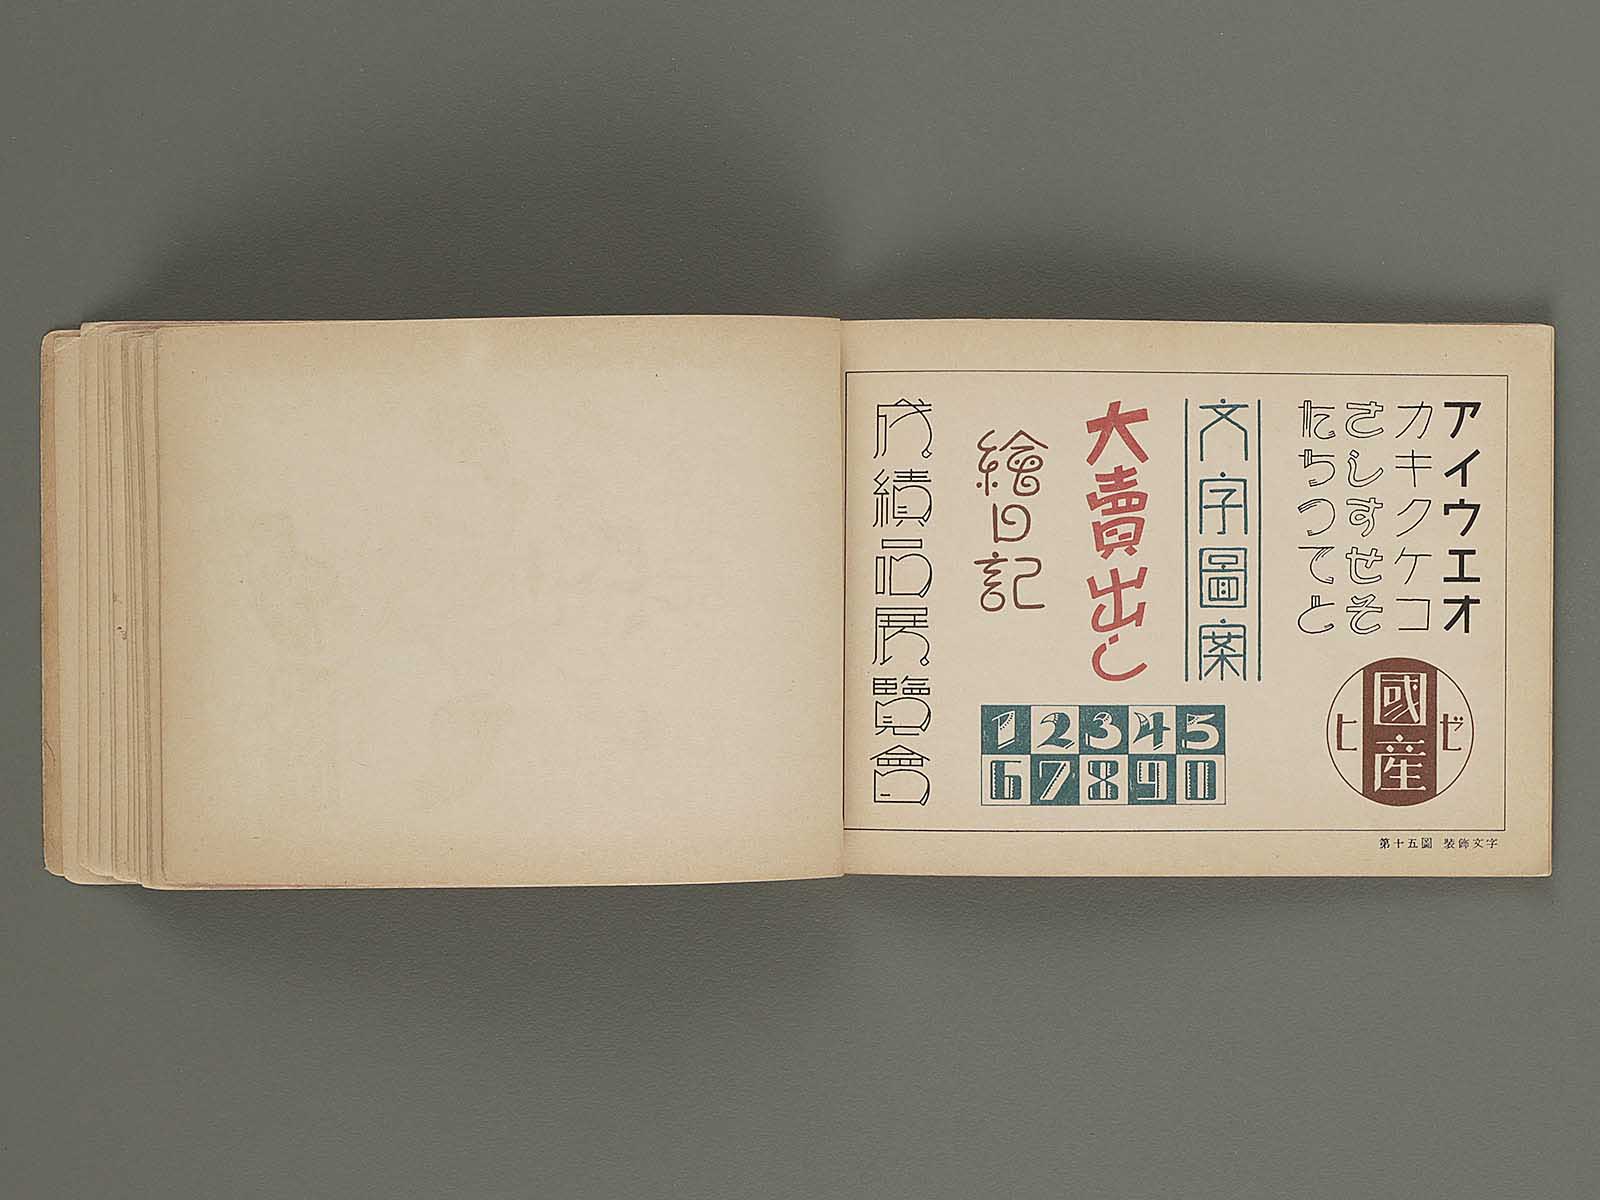 アイウエオ
カキクケコ
さしすせそ
たちつてと
ゼ
國産
ヒ
文字圖案
大賣出し
繪日記
12345
67890
成績品展覽會
第十五圖 裝飾文字